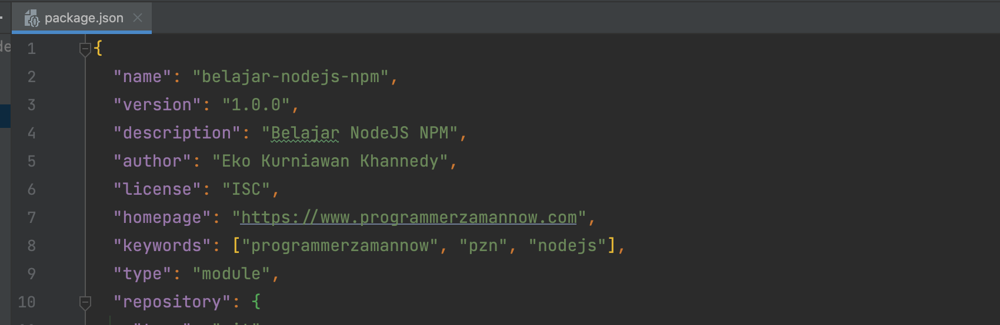 package.json
1 {
2 "name": "belajar-nodejs-npm",
3 "version": "1.0.0",
4 "description": "Belajar NodeJS NPM",
5 "author": "Eko Kurniawan Khannedy",
6 "license": "ISC",
7 "homepage": "https://www.programmerzamannow.com",
8 "keywords": ["programmerzamannow", "pzn", "nodejs"],
9 "type": "module",
10 "repository": {